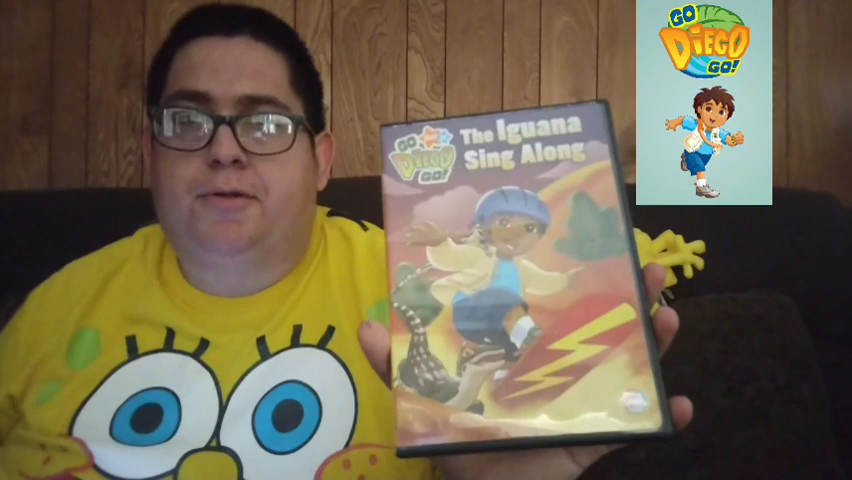 GO
DIEGO
GO!
GO
DIEGO
GO!
The Iguana
Sing Along